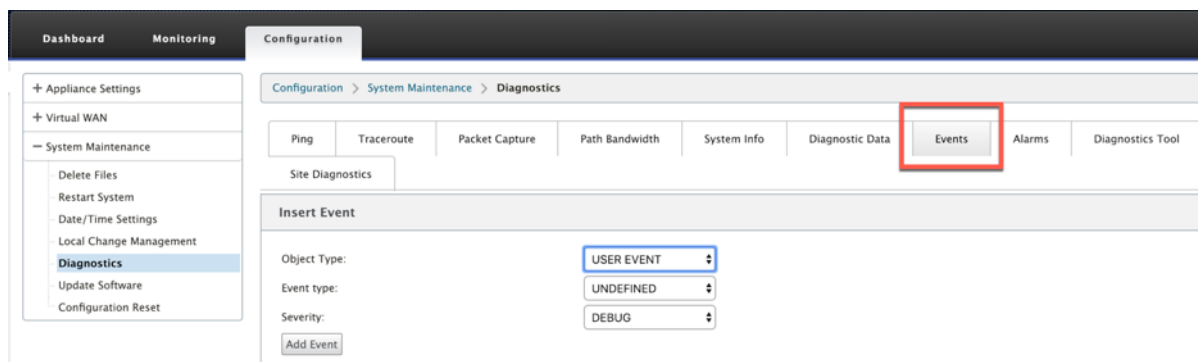 Dashboard Monitoring Configuration
+ Appliance Settings
+ Virtual WAN
− System Maintenance
Delete Files
Restart System
Date/Time Settings
Local Change Management
Diagnostics
Update Software
Configuration Reset
Configuration > System Maintenance > Diagnostics
Ping Traceroute Packet Capture Path Bandwidth System Info Diagnostic Data Events Alarms Diagnostics Tool
Site Diagnostics
Insert Event
Object Type: USER EVENT
Event type: UNDEFINED
Severity: DEBUG
Add Event